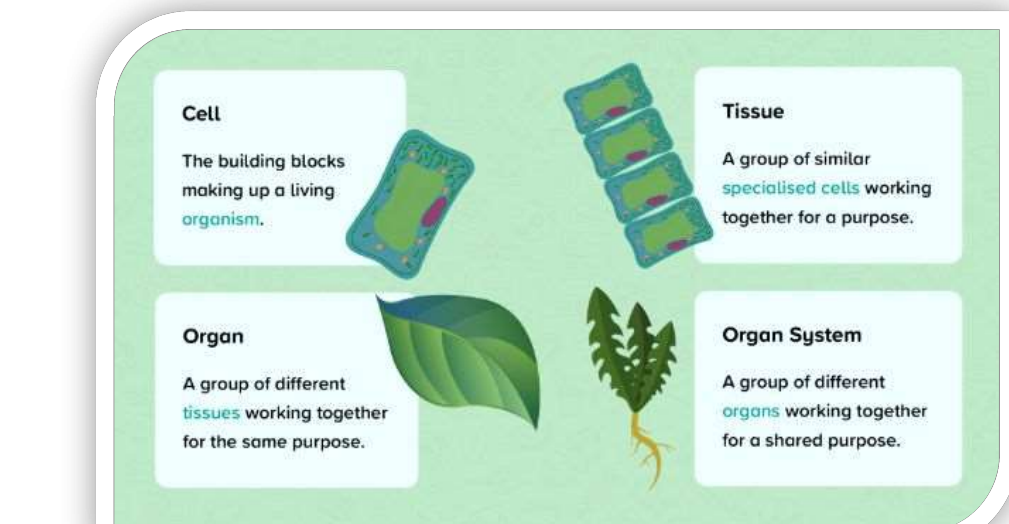 Cell
The building blocks
making up a living
organism.
Tissue
A group of similar
specialised cells working
together for a purpose.
Organ
A group of different
tissues working together
for the same purpose.
Organ System
A group of different
organs working together
for a shared purpose.